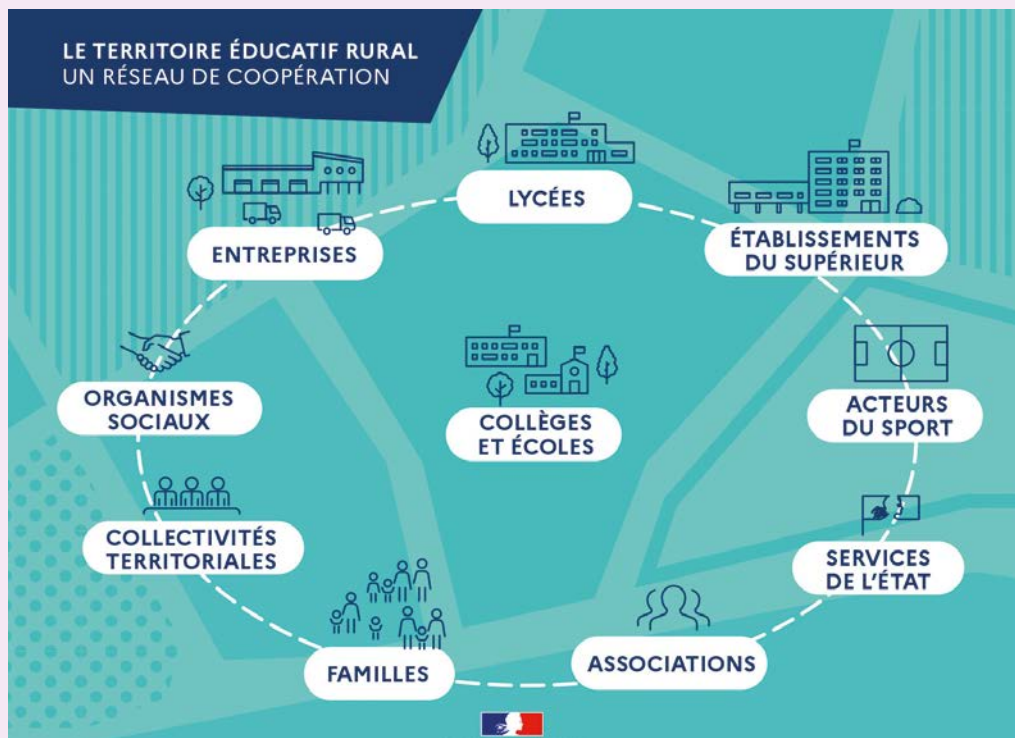 LE TERRITOIRE ÉDUCATIF RURAL
UN RÉSEAU DE COOPÉRATION
LYCÉES
ENTREPRISES
ÉTABLISSEMENTS
DU SUPÉRIEUR
ORGANISMES
SOCIAUX
COLLÈGES
ET ÉCOLES
ACTEURS
DU SPORT
COLLECTIVITÉS
TERRITORIALES
SERVICES
DE L'ÉTAT
FAMILLES
ASSOCIATIONS